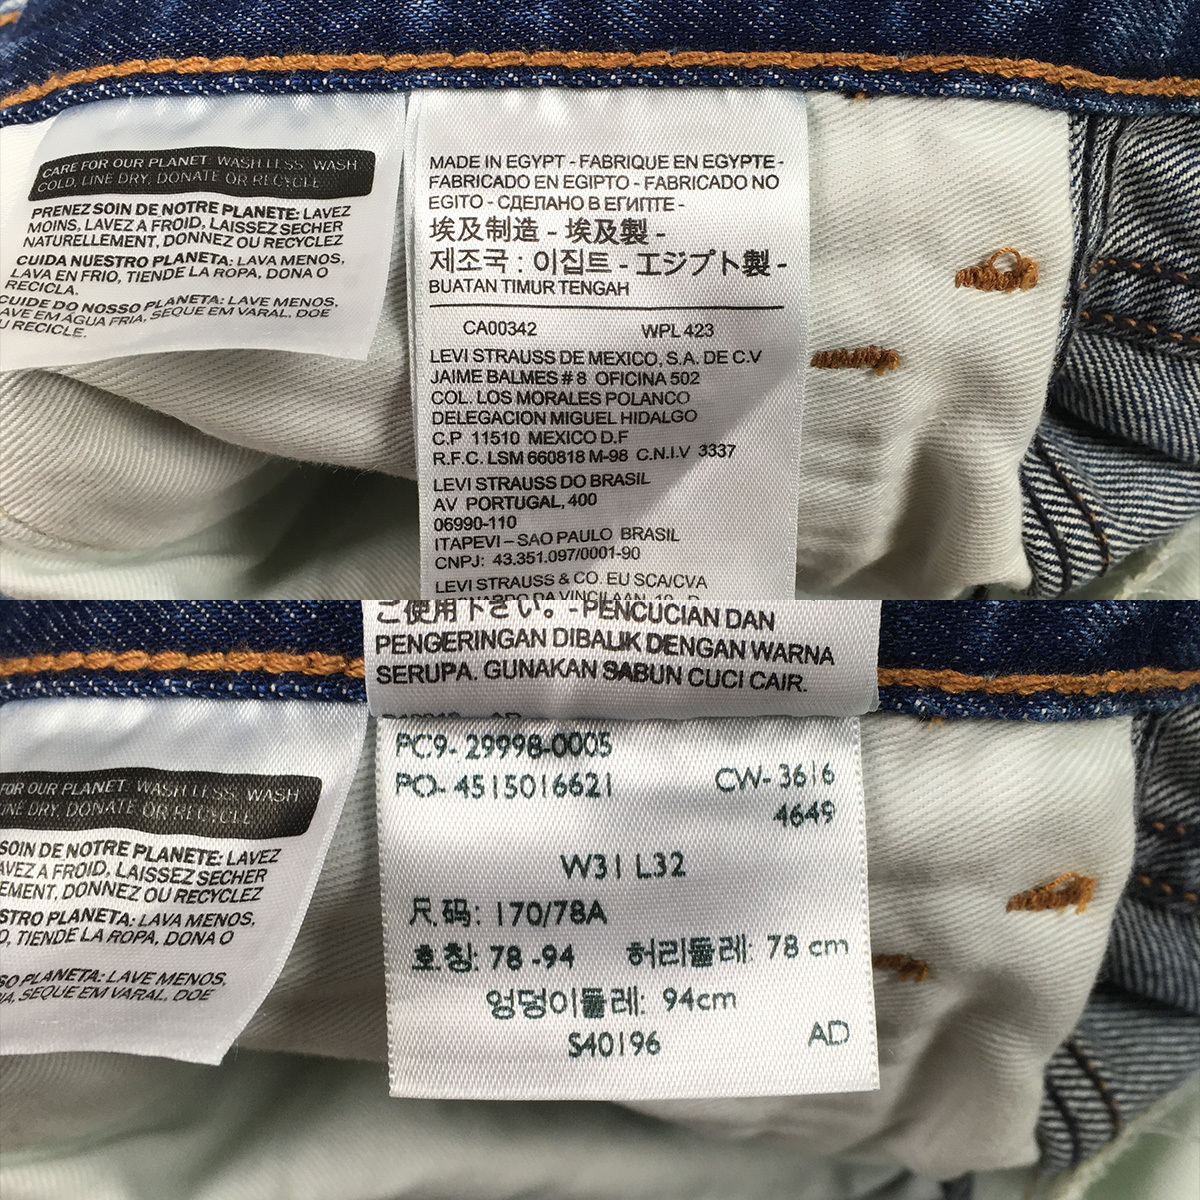 CARE FOR OUR PLANET: WASH LESS, WASH
COLD, LINE DRY, DONATE OR RECYCLE
PRENEZ SOIN DE NOTRE PLANETE: LAVEZ
MOINS, LAVEZ A FROID, LAISSEZ SECHER
NATURELLEMENT, DONNEZ OU RECYCLEZ
CUIDA NUESTRO PLANETA: LAVA MENOS,
LAVA EN FRIO, TIENDE LA ROPA, DONA O
RECICLA.
CUIDE DO NOSSO PLANETA: LAVE MENOS,
LAVE EM AGUA FRIA, SEQUE EM VARAL, DOE
U RECICLE.
MADE IN EGYPT - FABRIQUE EN EGYPTE -
FABRICADO EN EGIPTO - FABRICADO NO
EGITO - СДЕЛАНО В ЕГИПТЕ -
埃及制造 - 埃及製 -
제조국 : 이집트 - エジプト製 -
BUATAN TIMUR TENGAH
CA00342 WPL 423
LEVI STRAUSS DE MEXICO, S.A. DE C.V
JAIME BALMES # 8 OFICINA 502
COL. LOS MORALES POLANCO
DELEGACION MIGUEL HIDALGO
C.P 11510 MEXICO D.F
R.F.C. LSM 660818 M-98 C.N.I.V 3337
LEVI STRAUSS DO BRASIL
AV PORTUGAL, 400
06990-110
ITAPEVI – SAO PAULO BRASIL
CNPJ: 43.351.097/0001-90
LEVI STRAUSS & CO. EU SCA/CVA
ご使用下さい。- PENCUCIAN DAN
PENGERINGAN DIBALIK DENGAN WARNA
SERUPA. GUNAKAN SABUN CUCI CAIR.
PC9- 29998-0005
PO- 4515016621 CW- 3616
4649
W31 L32
尺码: 170/78A
호칭: 78 -94 허리둘레: 78 cm
엉덩이둘레: 94cm
S40196 AD
FOR OUR PLANET: WASH LESS, WASH
LINE DRY, DONATE OR RECYCLE
SOIN DE NOTRE PLANETE: LAVEZ
AVEZ A FROID, LAISSEZ SECHER
EMENT, DONNEZ OU RECYCLEZ
STRO PLANETA: LAVA MENOS,
O, TIENDE LA ROPA, DONA O
SO PLANETA: LAVE MENOS,
IA, SEQUE EM VARAL, DOE